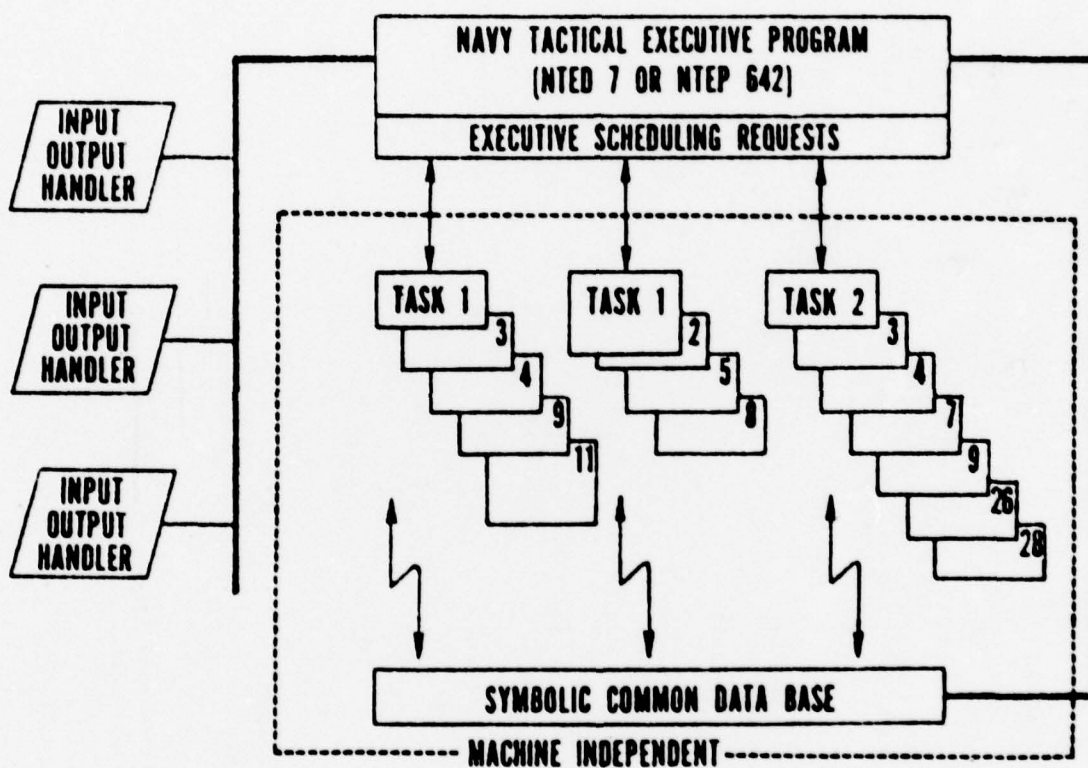 NAVY TACTICAL EXECUTIVE PROGRAM
(NTED 7 OR NTEP 642)
EXECUTIVE SCHEDULING REQUESTS
INPUT
OUTPUT
HANDLER
INPUT
OUTPUT
HANDLER
INPUT
OUTPUT
HANDLER
TASK 1
3
4
9
11
TASK 1
2
5
8
TASK 2
3
4
7
9
26
28
SYMBOLIC COMMON DATA BASE
MACHINE INDEPENDENT